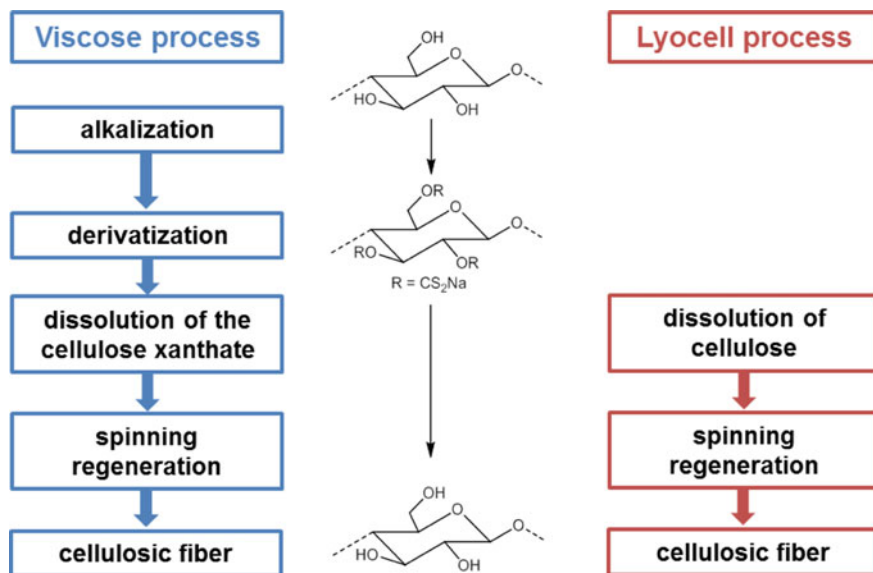 Viscose process
Lyocell process
alkalization
derivatization
dissolution of the
cellulose xanthate
spinning
regeneration
cellulosic fiber
OH
O
O
HO
OH
OR
O
O
RO
OR
R = CS₂Na
OH
O
O
HO
OH
dissolution of
cellulose
spinning
regeneration
cellulosic fiber